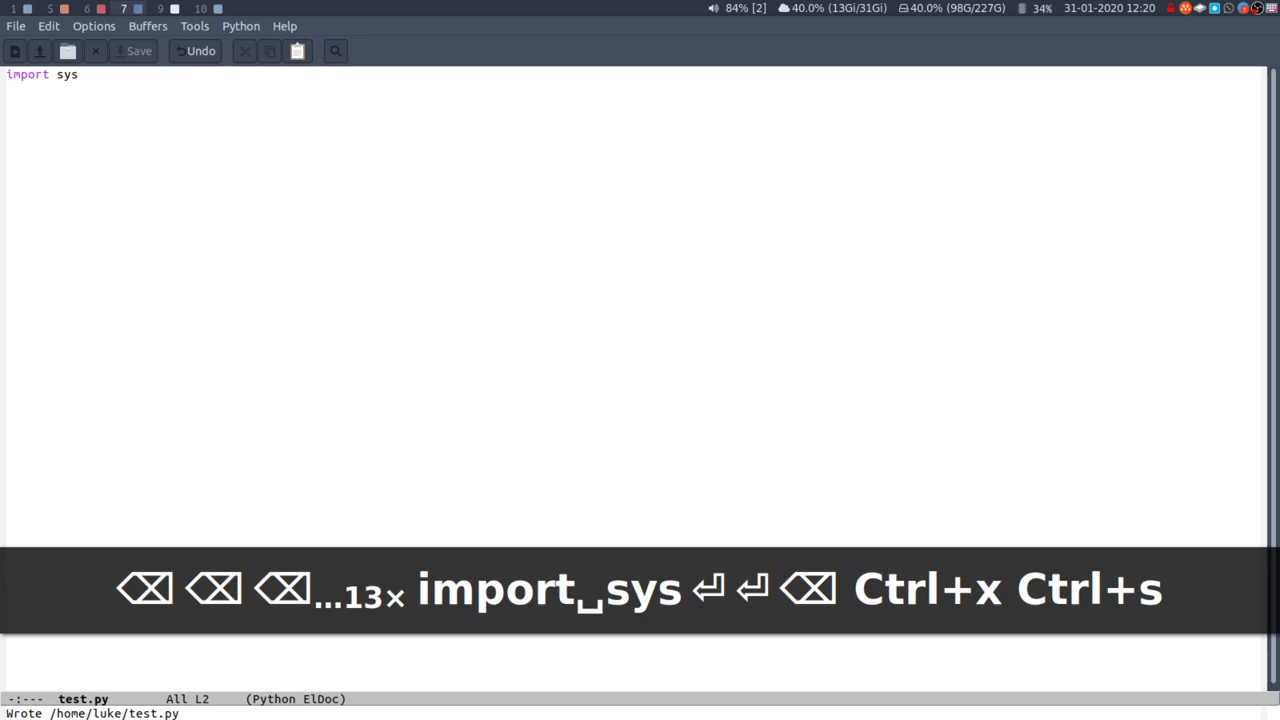 1 5 6 7 9 10 84% [2] 40.0% (13Gi/31Gi) 40.0% (98G/227G) 34% 31-01-2020 12:20
File Edit Options Buffers Tools Python Help
Save Undo
import sys
⌫ ⌫ ⌫...13× import␣sys⏎ ⏎ ⌫ Ctrl+x Ctrl+s
-:--- test.py All L2 (Python ElDoc)
Wrote /home/luke/test.py